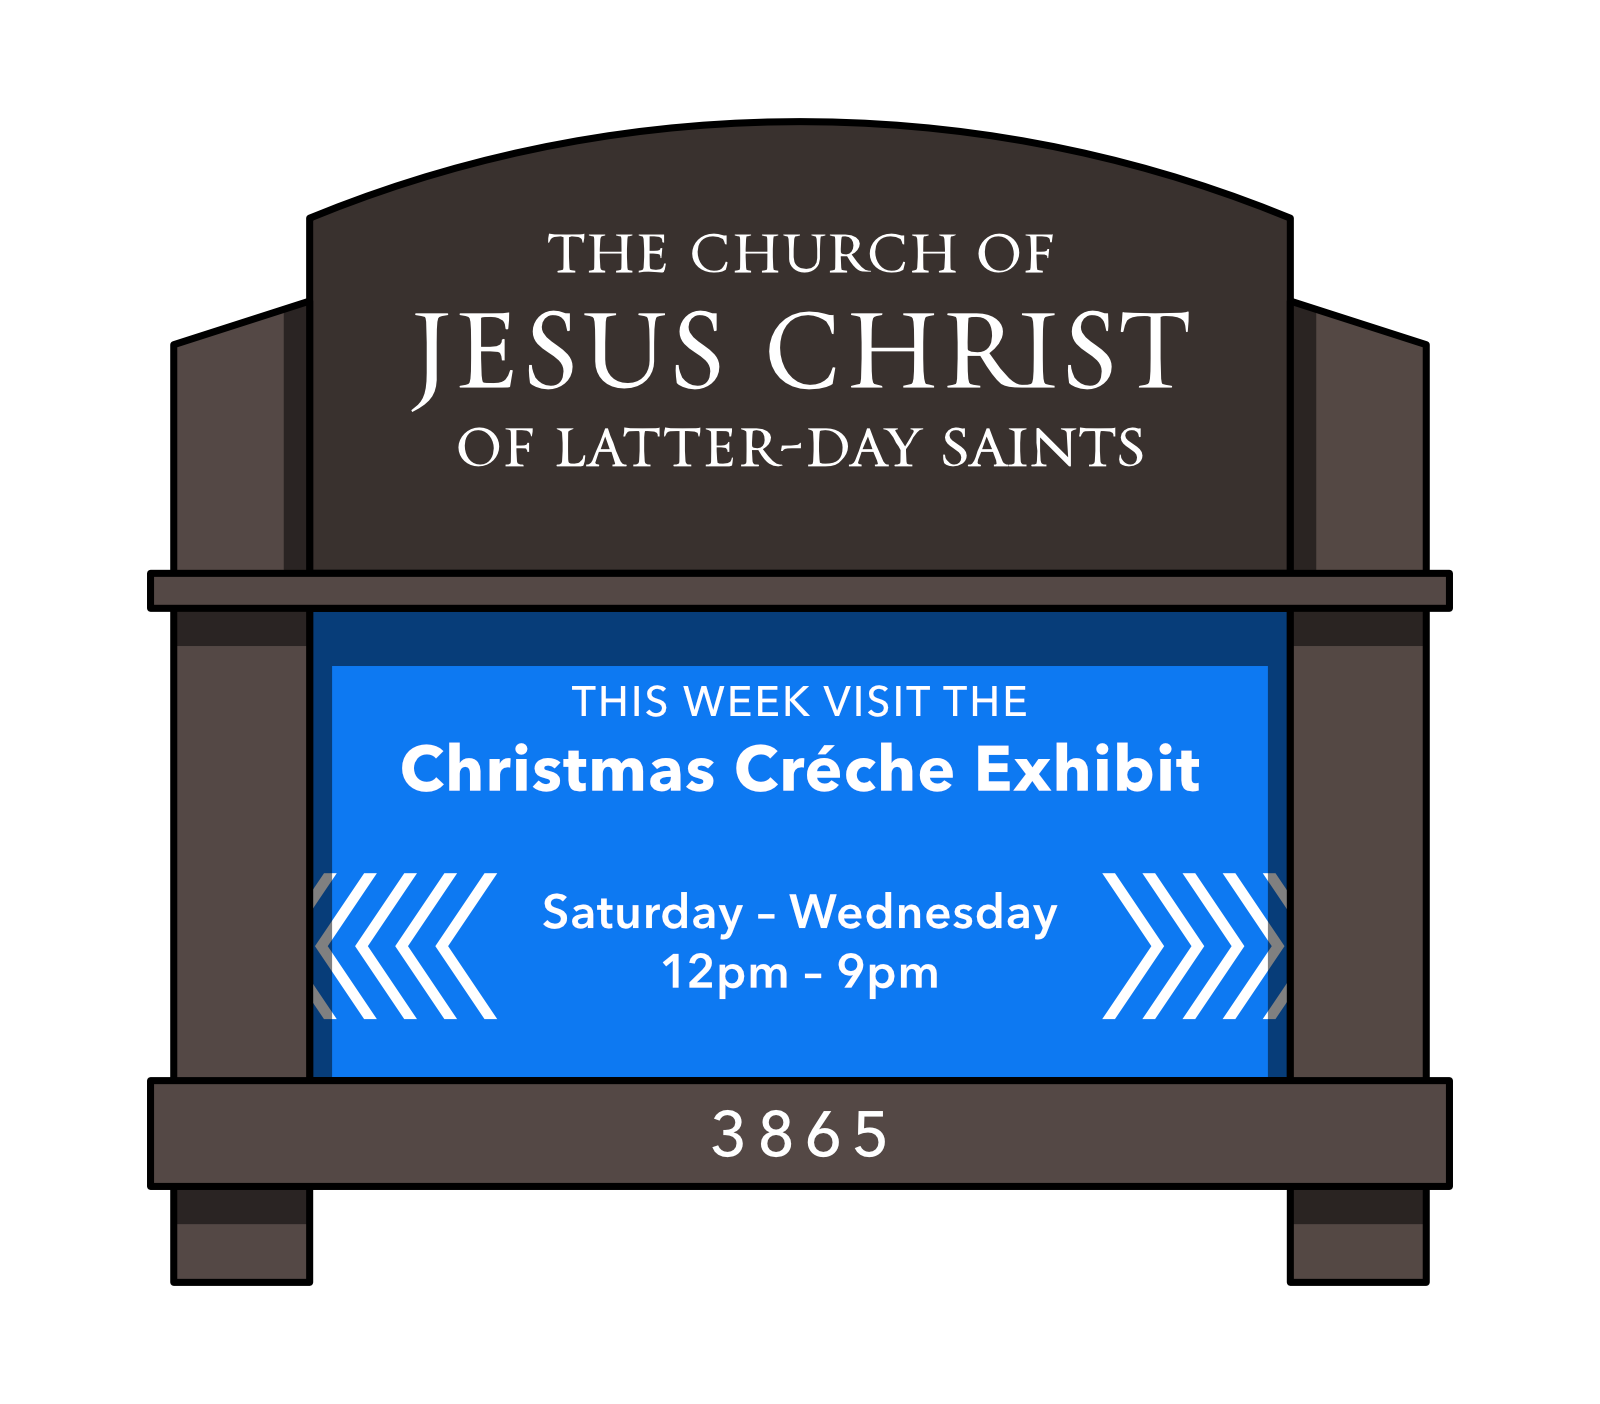 THE CHURCH OF
JESUS CHRIST
OF LATTER-DAY SAINTS
THIS WEEK VISIT THE
Christmas Créche Exhibit
Saturday – Wednesday
12pm – 9pm
3865